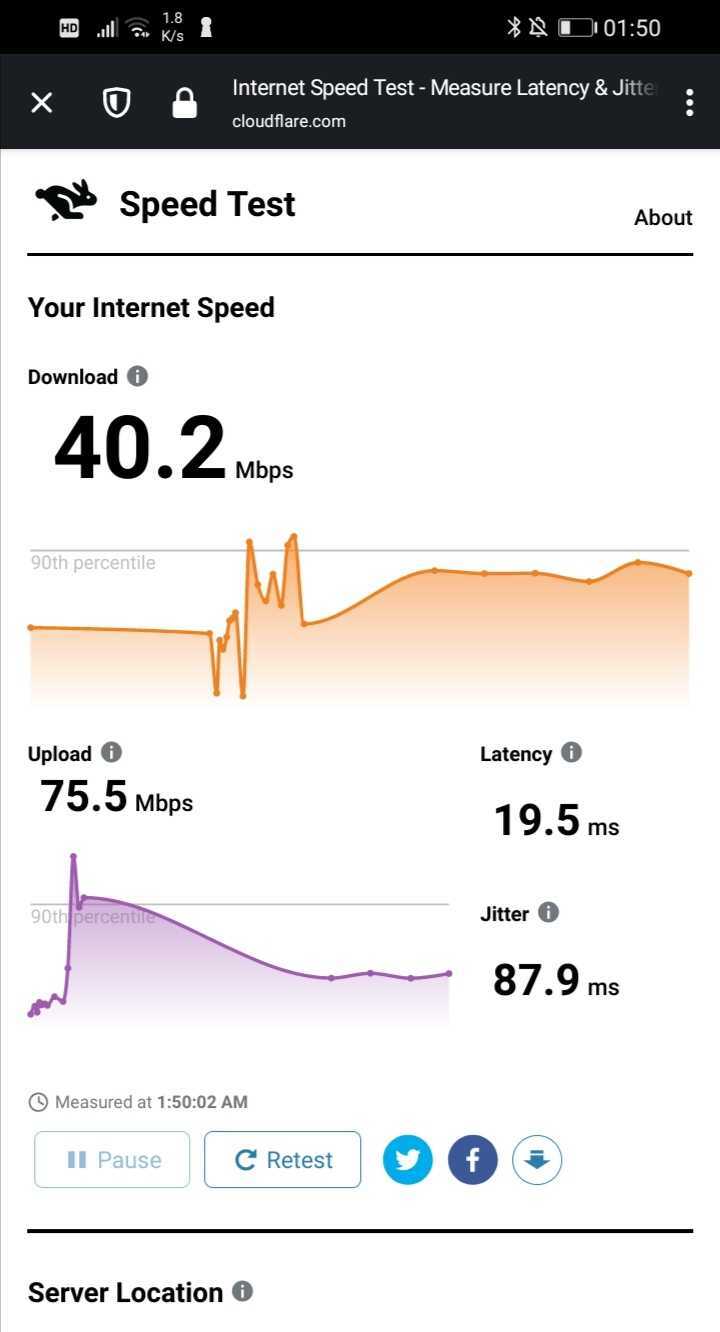 HD 1.8 K/s 01:50
Internet Speed Test - Measure Latency & Jitte
cloudflare.com
Speed Test
About
Your Internet Speed
Download
40.2 Mbps
90th percentile
Upload
75.5 Mbps
90th percentile
Latency
19.5 ms
Jitter
87.9 ms
Measured at 1:50:02 AM
Pause
Retest
Server Location